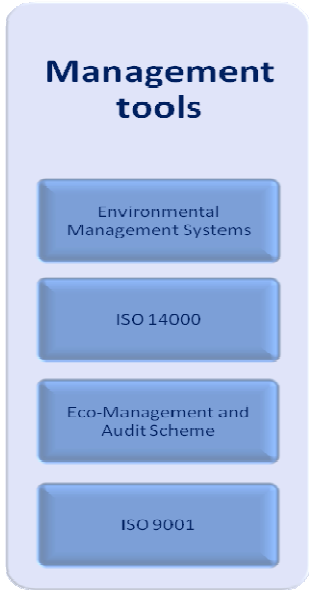 Management
tools
Environmental
Management Systems
ISO 14000
Eco-Management and
Audit Scheme
ISO 9001